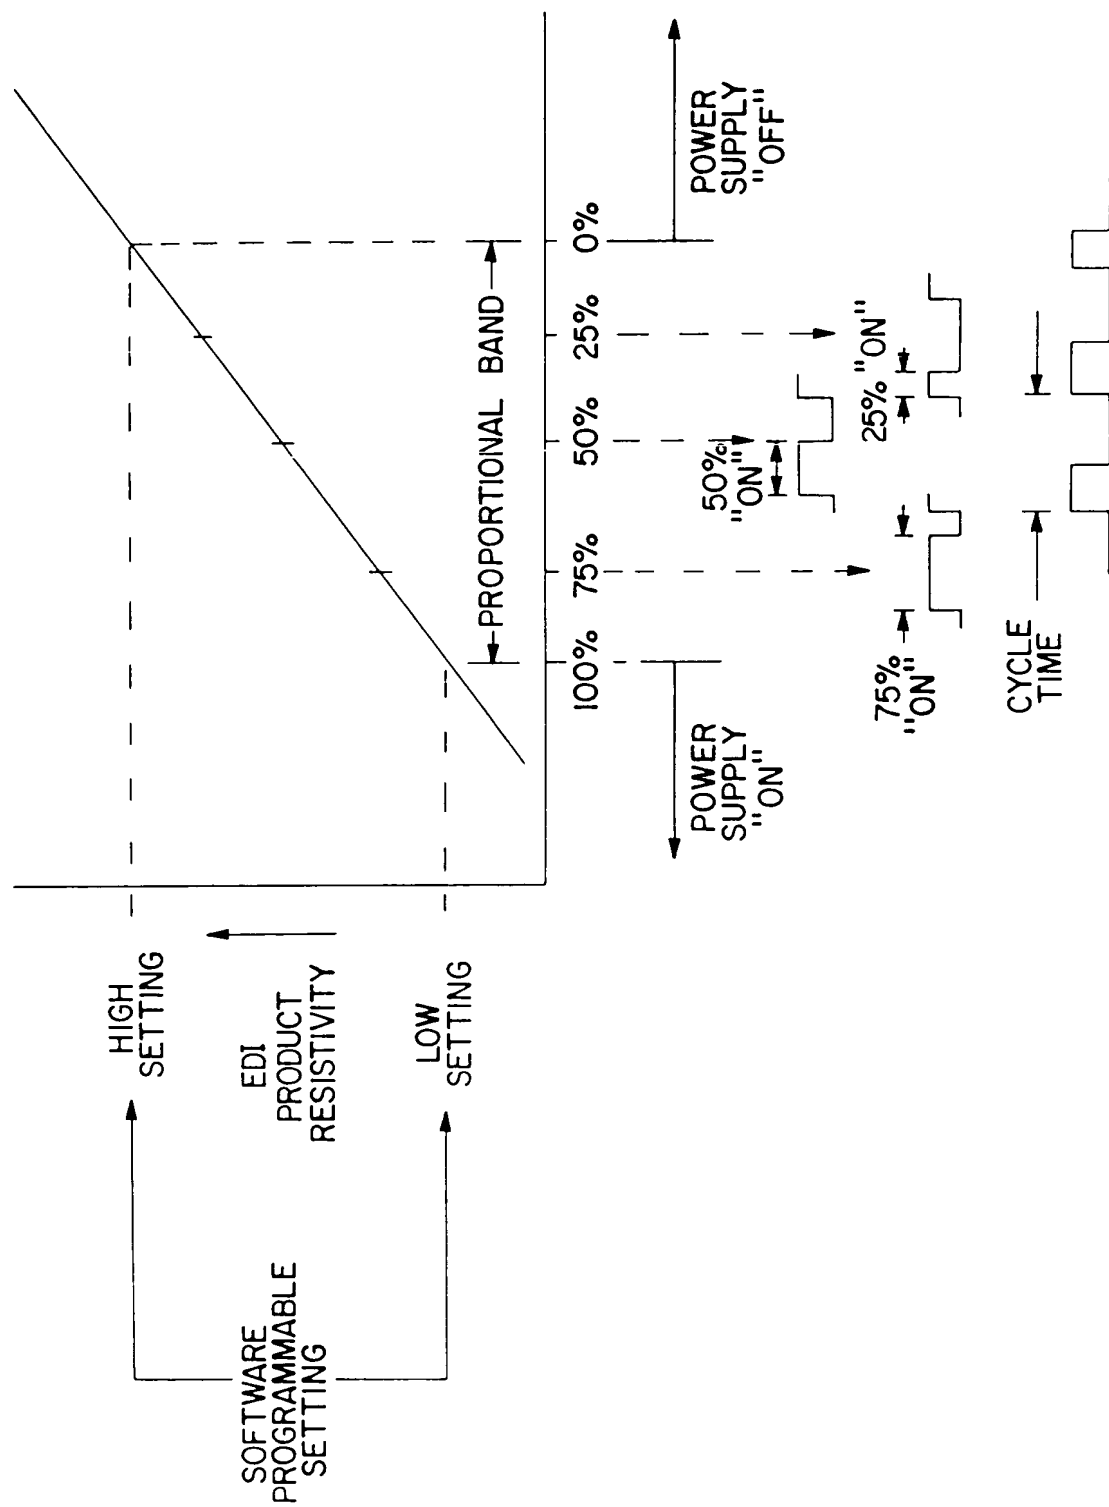 SOFTWARE
PROGRAMMABLE
SETTING
HIGH
SETTING
EDI
PRODUCT
RESISTIVITY
LOW
SETTING
PROPORTIONAL BAND
100%
75%
50%
25%
0%
POWER
SUPPLY
"ON"
POWER
SUPPLY
"OFF"
50%
"ON"
25% "ON"
75%
"ON"
CYCLE
TIME